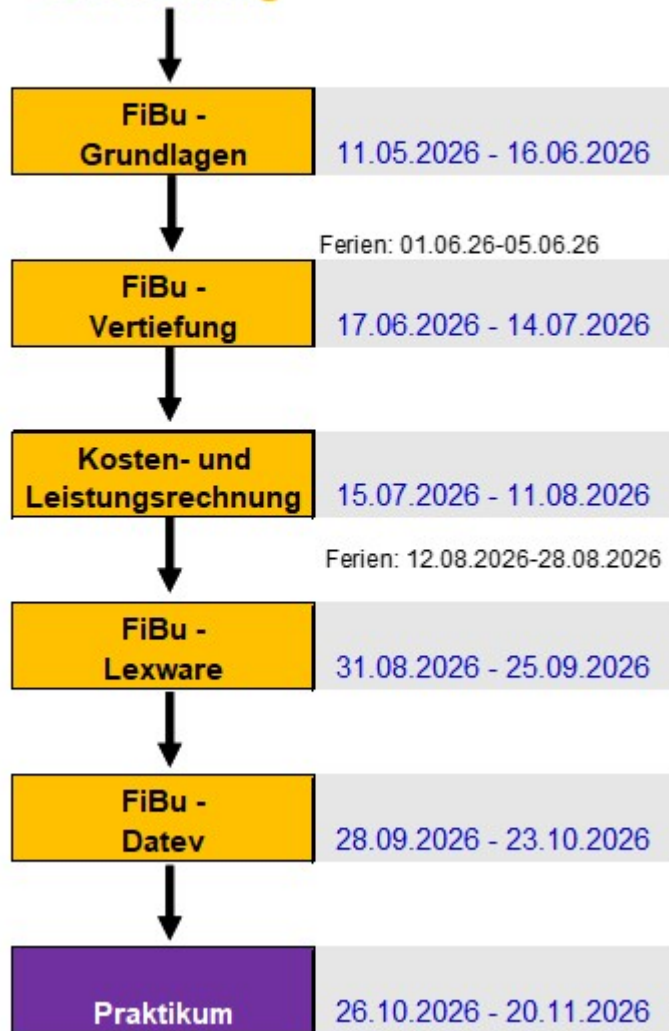 FiBu -
Grundlagen
11.05.2026 - 16.06.2026
Ferien: 01.06.26-05.06.26
FiBu -
Vertiefung
17.06.2026 - 14.07.2026
Kosten- und
Leistungsrechnung
15.07.2026 - 11.08.2026
Ferien: 12.08.2026-28.08.2026
FiBu -
Lexware
31.08.2026 - 25.09.2026
FiBu -
Datev
28.09.2026 - 23.10.2026
Praktikum
26.10.2026 - 20.11.2026